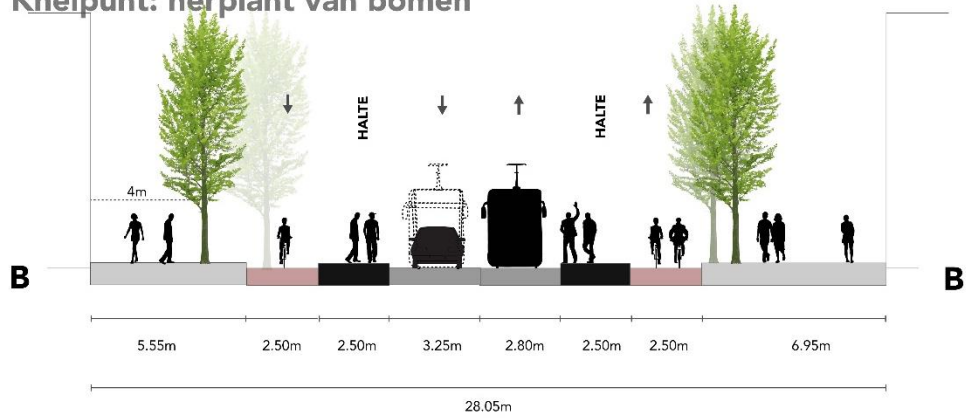 Knelpunt: herplant van bomen
HALTE
HALTE
4m
B
B
5.55m 2.50m 2.50m 3.25m 2.80m 2.50m 2.50m 6.95m
28.05m